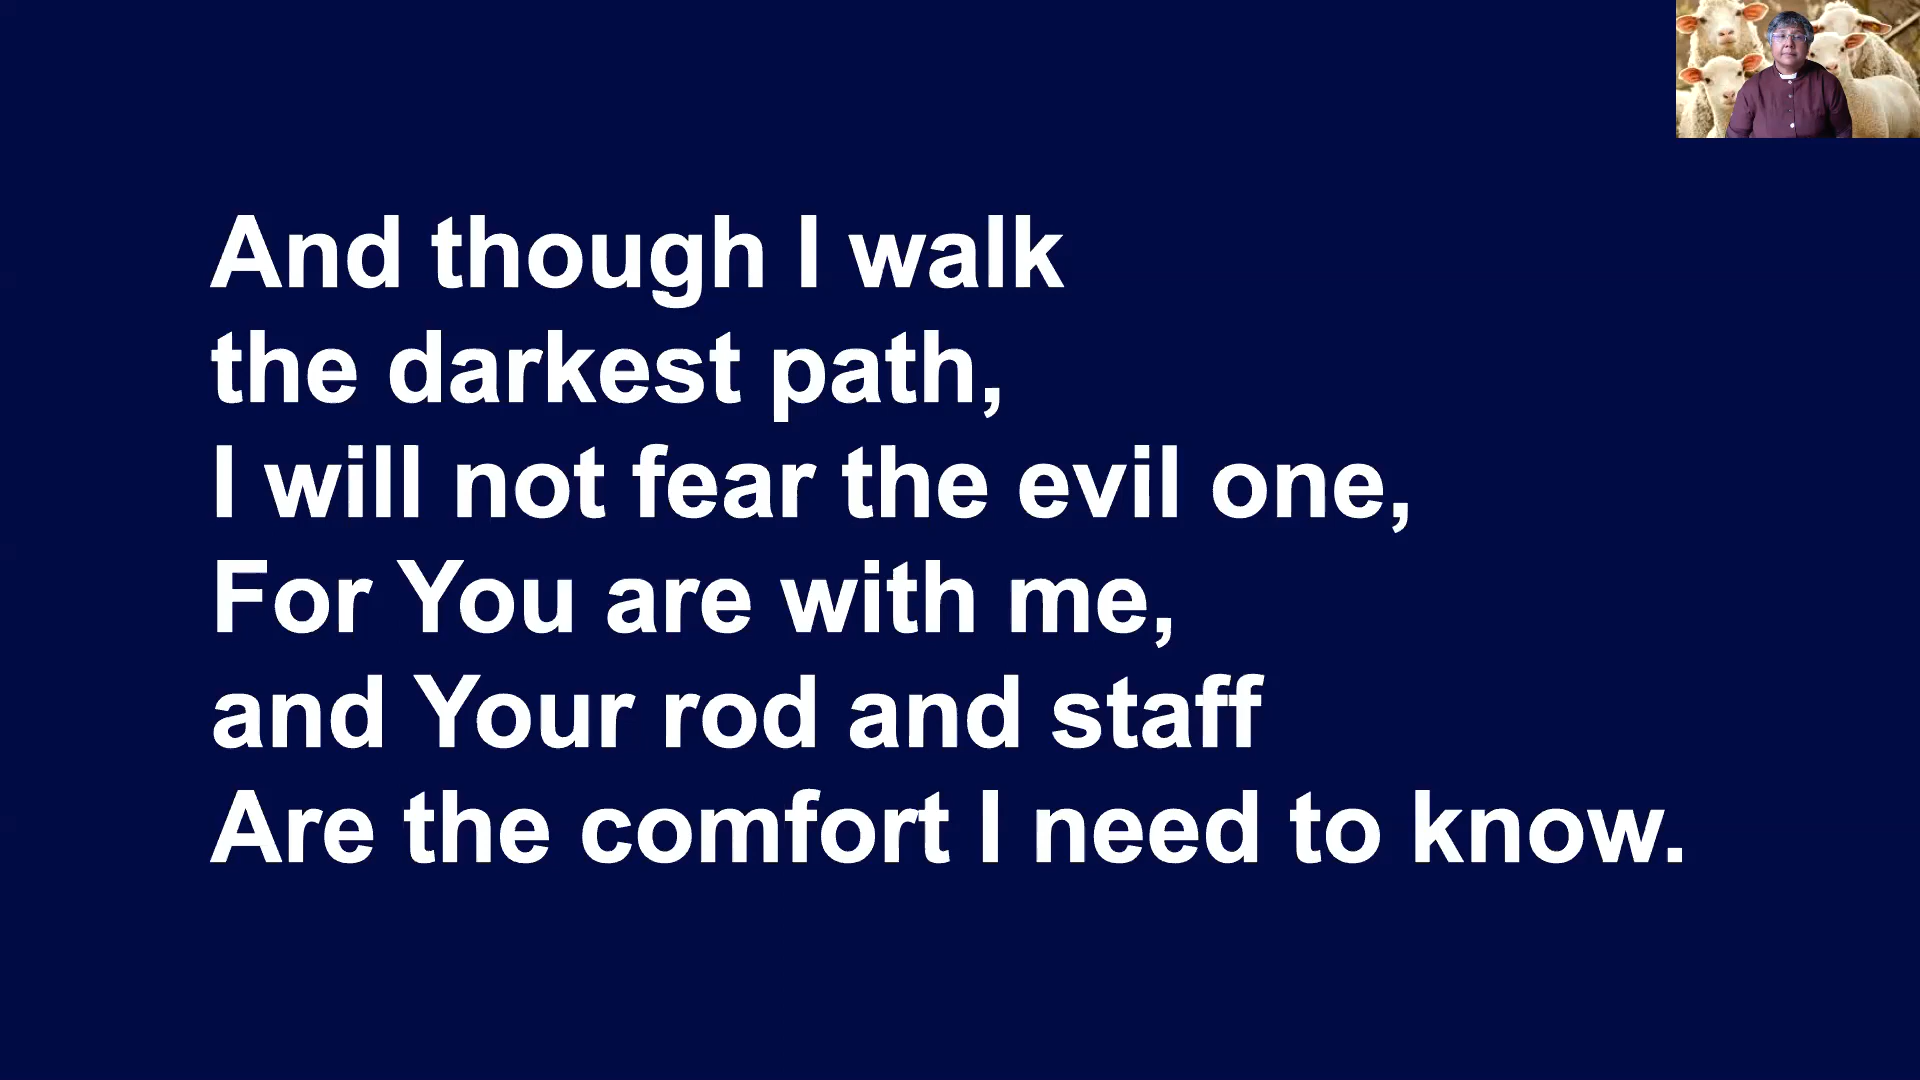 And though I walk
the darkest path,
I will not fear the evil one,
For You are with me,
and Your rod and staff
Are the comfort I need to know.